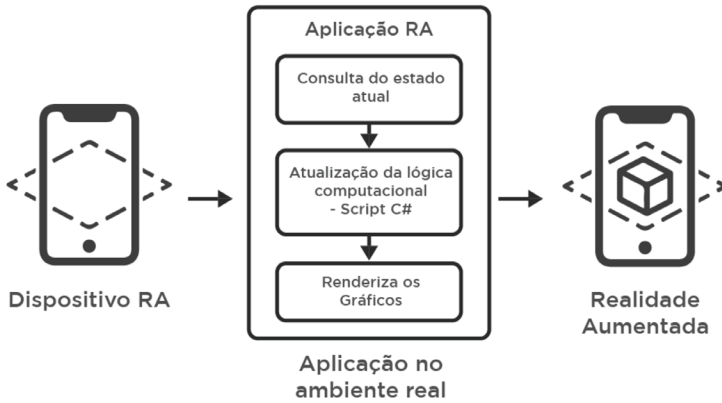 Aplicação RA
Consulta do estado
atual
Atualização da lógica
computacional
- Script C#
Renderiza os
Gráficos
Dispositivo RA
Aplicação no
ambiente real
Realidade
Aumentada